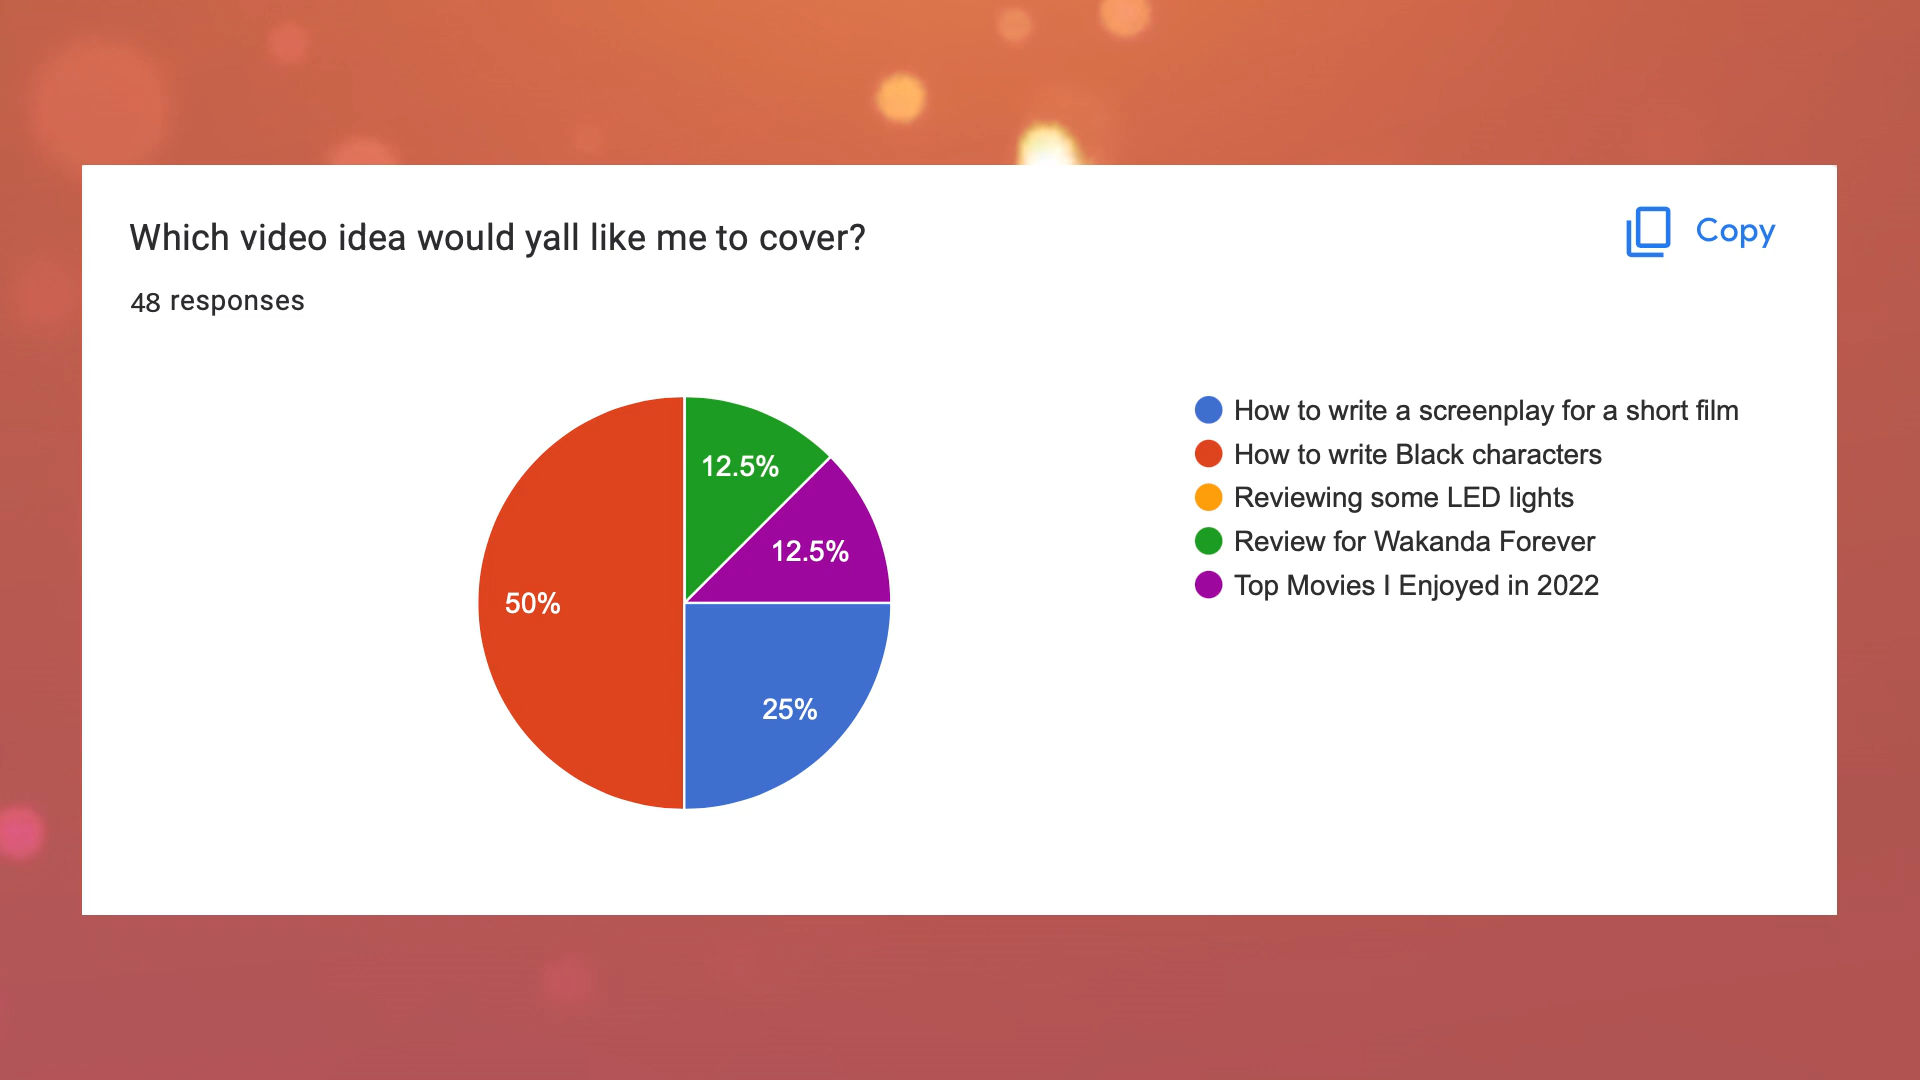 Which video idea would yall like me to cover?
Copy
48 responses
How to write a screenplay for a short film
How to write Black characters
Reviewing some LED lights
Review for Wakanda Forever
Top Movies I Enjoyed in 2022
12.5%
12.5%
50%
25%